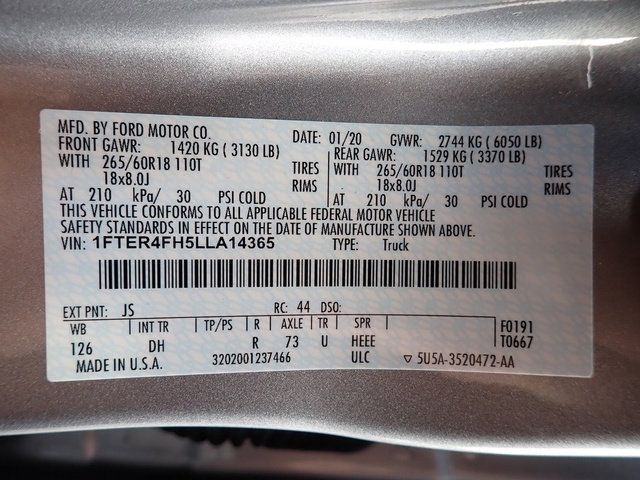 MFD. BY FORD MOTOR CO. DATE: 01/20 GVWR: 2744 KG ( 6050 LB)
FRONT GAWR: 1420 KG ( 3130 LB) REAR GAWR: 1529 KG ( 3370 LB)
WITH 265/60R18 110T TIRES WITH 265/60R18 110T TIRES
18x8.0J RIMS 18x8.0J RIMS
AT 210 kPa/ 30 PSI COLD AT 210 kPa/ 30 PSI COLD
THIS VEHICLE CONFORMS TO ALL APPLICABLE FEDERAL MOTOR VEHICLE
SAFETY STANDARDS IN EFFECT ON THE DATE OF MANUFACTURE SHOWN ABOVE.
VIN: 1FTER4FH5LLA14365 TYPE: Truck
EXT PNT: JS RC: 44 DSO:
WB INT TR TP/PS R AXLE TR SPR F0191
126 DH R 73 U HEEE T0667
MADE IN U.S.A. 3202001237466 ULC ▽ 5U5A-3520472-AA